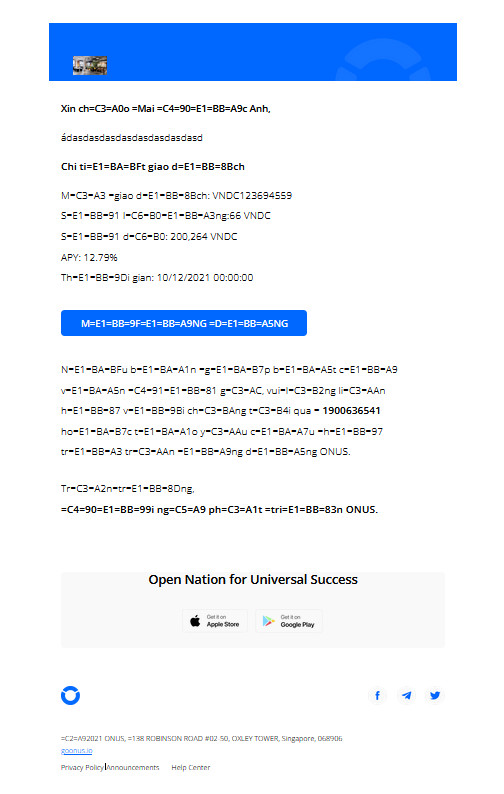 Xin ch=C3=A0o =Mai =C4=90=E1=BB=A9c Anh,
ádasdasdasdasdasdasdasdasd
Chi ti=E1=BA=BFt giao d=E1=BB=8Bch
M=C3=A3 =giao d=E1=BB=8Bch: VNDC123694559
S=E1=BB=91 l=C6=B0=E1=BB=A3ng:66 VNDC
S=E1=BB=91 d=C6=B0: 200,264 VNDC
APY: 12.79%
Th=E1=BB=9Di gian: 10/12/2021 00:00:00
M=E1=BB=9F=E1=BB=A9NG =D=E1=BB=A5NG
N=E1=BA=BFu b=E1=BA=A1n =g=E1=BA=B7p b=E1=BA=A5t c=E1=BB=A9
v=E1=BA=A5n =C4=91=E1=BB=81 g=C3=AC, vui=l=C3=B2ng li=C3=AAn
h=E1=BB=87 v=E1=BB=9Bi ch=C3=BAng t=C3=B4i qua = 1900636541
ho=E1=BA=B7c t=E1=BA=A1o y=C3=AAu c=E1=BA=A7u =h=E1=BB=97
tr=E1=BB=A3 tr=C3=AAn =E1=BB=A9ng d=E1=BB=A5ng ONUS.
Tr=C3=A2n=tr=E1=BB=8Dng,
=C4=90=E1=BB=99i ng=C5=A9 ph=C3=A1t =tri=E1=BB=83n ONUS.
Open Nation for Universal Success
Get it on
Apple Store
Get it on
Google Play
=C2=A92021 ONUS, =138 ROBINSON ROAD #02-50, OXLEY TOWER, Singapore, 068906
goonus.io
Privacy Policy Announcements Help Center